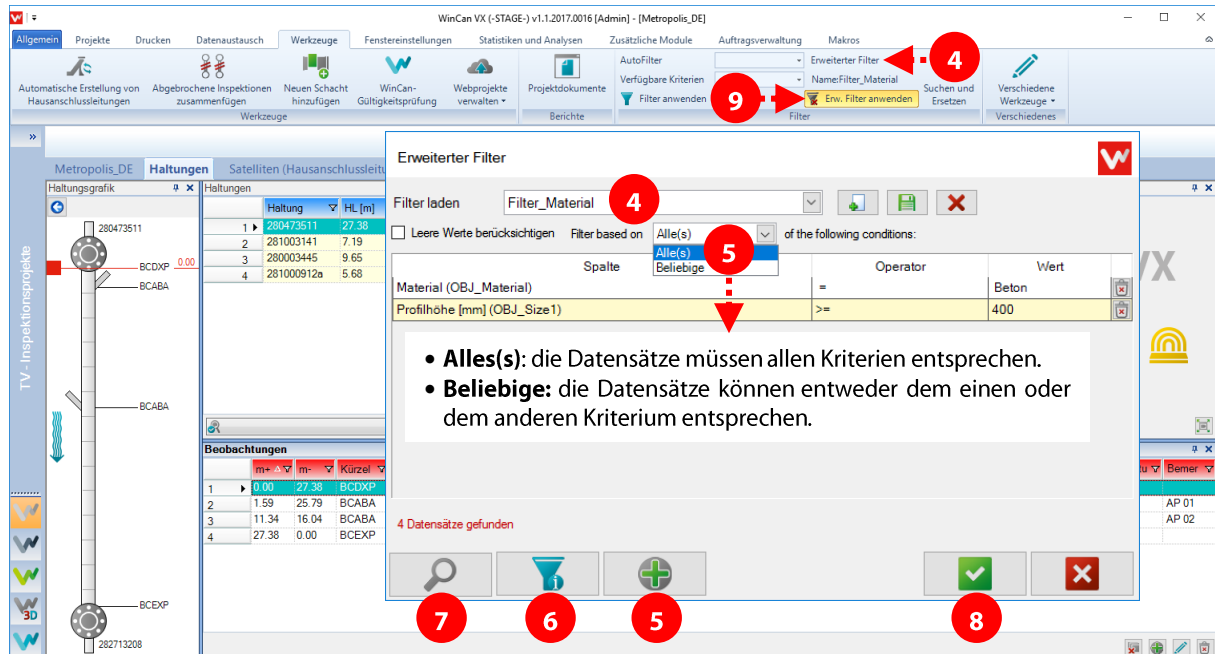 WinCan VX (-STAGE-) v1.1.2017.0016 [Admin] - [Metropolis_DE]
Allgemein Projekte Drucken Datenaustausch Werkzeuge Fenstereinstellungen Statistiken und Analysen Zusätzliche Module Auftragsverwaltung Makros
Automatische Erstellung von Hausanschlussleitungen
Abgebrochene Inspektionen zusammenfügen
Neuen Schacht hinzufügen
WinCan-Gültigkeitsprüfung
Webprojekte verwalten
Projektdokumente
AutoFilter
Verfügbare Kriterien
Filter anwenden
Erweiterter Filter
4
Name:Filter_Material
9
Erw. Filter anwenden
Suchen und Ersetzen
Verschiedene Werkzeuge
Werkzeuge Berichte Filter Verschiedenes
»
Metropolis_DE Haltungen Satelliten (Hausanschlussleitu
Haltungsgrafik
280473511
BCDXP 0.00
BCABA
BCABA
BCEXP
282713208
TV - Inspektionsprojekte
3D
Haltungen
Haltung HL [m]
1 280473511 27.38
2 281003141 7.19
3 280003445 9.65
4 281000912a 5.68
Beobachtungen
m+ m- Kürzel
1 0.00 27.38 BCDXP
2 1.59 25.79 BCABA
3 11.34 16.04 BCABA
4 27.38 0.00 BCEXP
tu Bemer
AP 01
AP 02
VX
Erweiterter Filter
Filter laden Filter_Material 4
Leere Werte berücksichtigen Filter based on Alle(s) of the following conditions:
Alle(s)
Beliebige
5
Spalte Operator Wert
Material (OBJ_Material) = Beton
Profilhöhe [mm] (OBJ_Size1) >= 400
• Alles(s): die Datensätze müssen allen Kriterien entsprechen.
• Beliebige: die Datensätze können entweder dem einen oder
dem anderen Kriterium entsprechen.
4 Datensätze gefunden
7 6 5 8